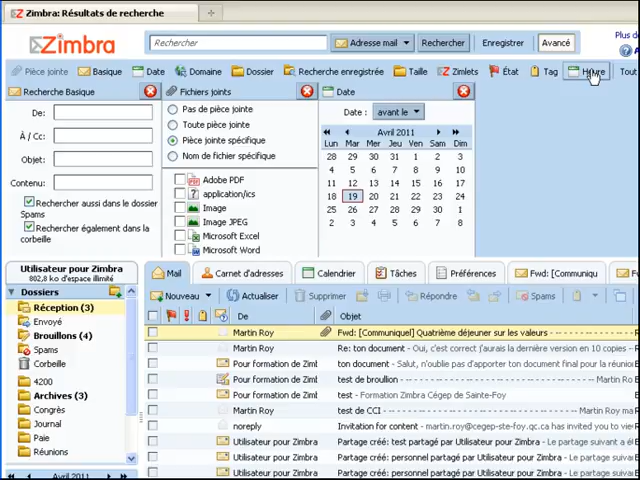 Zimbra: Résultats de recherche
Zimbra
Rechercher
Adresse mail
Rechercher
Enregistrer
Avancé
Plus de
Pièce jointe
Basique
Date
Domaine
Dossier
Recherche enregistrée
Taille
Zimlets
État
Tag
Tout
Recherche Basique
De:
À / Cc:
Objet:
Contenu:
Rechercher aussi dans le dossier
Spams
Rechercher également dans la
corbeille
Fichiers joints
Pas de pièce jointe
Toute pièce jointe
Pièce jointe spécifique
Nom de fichier spécifique
Adobe PDF
application/ics
Image
Image JPEG
Microsoft Excel
Microsoft Word
Date
Date : avant le
Avril 2011
Lun Mar Mer Jeu Ven Sam Dim
28 29 30 31 1 2 3
4 5 6 7 8 9 10
11 12 13 14 15 16 17
18 19 20 21 22 23 24
25 26 27 28 29 30 1
2 3 4 5 6 7 8
Utilisateur pour Zimbra
802,8 ko d'espace illimité
Dossiers
Réception (3)
Envoyé
Brouillons (4)
Spams
Corbeille
4200
Archives (3)
Congrès
Journal
Paie
Réunions
Avril 2011
Mail
Carnet d'adresses
Calendrier
Tâches
Préférences
Fwd: [Communiqu
Nouveau
Actualiser
Supprimer
Répondre
Spams
De Objet
Martin Roy Fwd: [Communiquel] Quatrième déjeuner sur les valeurs
Martin Roy Re: ton document - Oui, c'est correct j'aurais la dernière version en 10 copies -
Pour formation de Zimb ton document - Salut, n'oublie pas d'apporter ton document final pour la réunion
Pour formation de Zimb test de brouillon Martin Ro
Pour formation de Zimb test - Formation Zimbra Cégep de Sainte-Foy
Martin Roy test de CCI Martin Roy m
noreply Invitation for content - martin.roy@cegep-ste-foy.qc.ca has invited you to vie
Utilisateur pour Zimbra Partage créé: test partagé par Utilisateur pour Zimbra - Le partage suivant a é
Utilisateur pour Zimbra Partage créé: personnel partagé par Utilisateur pour Zimbra - Le partage suiv
Utilisateur pour Zimbra Partage créé: personnel partagé par Utilisateur pour Zimbra - Le partage suiv